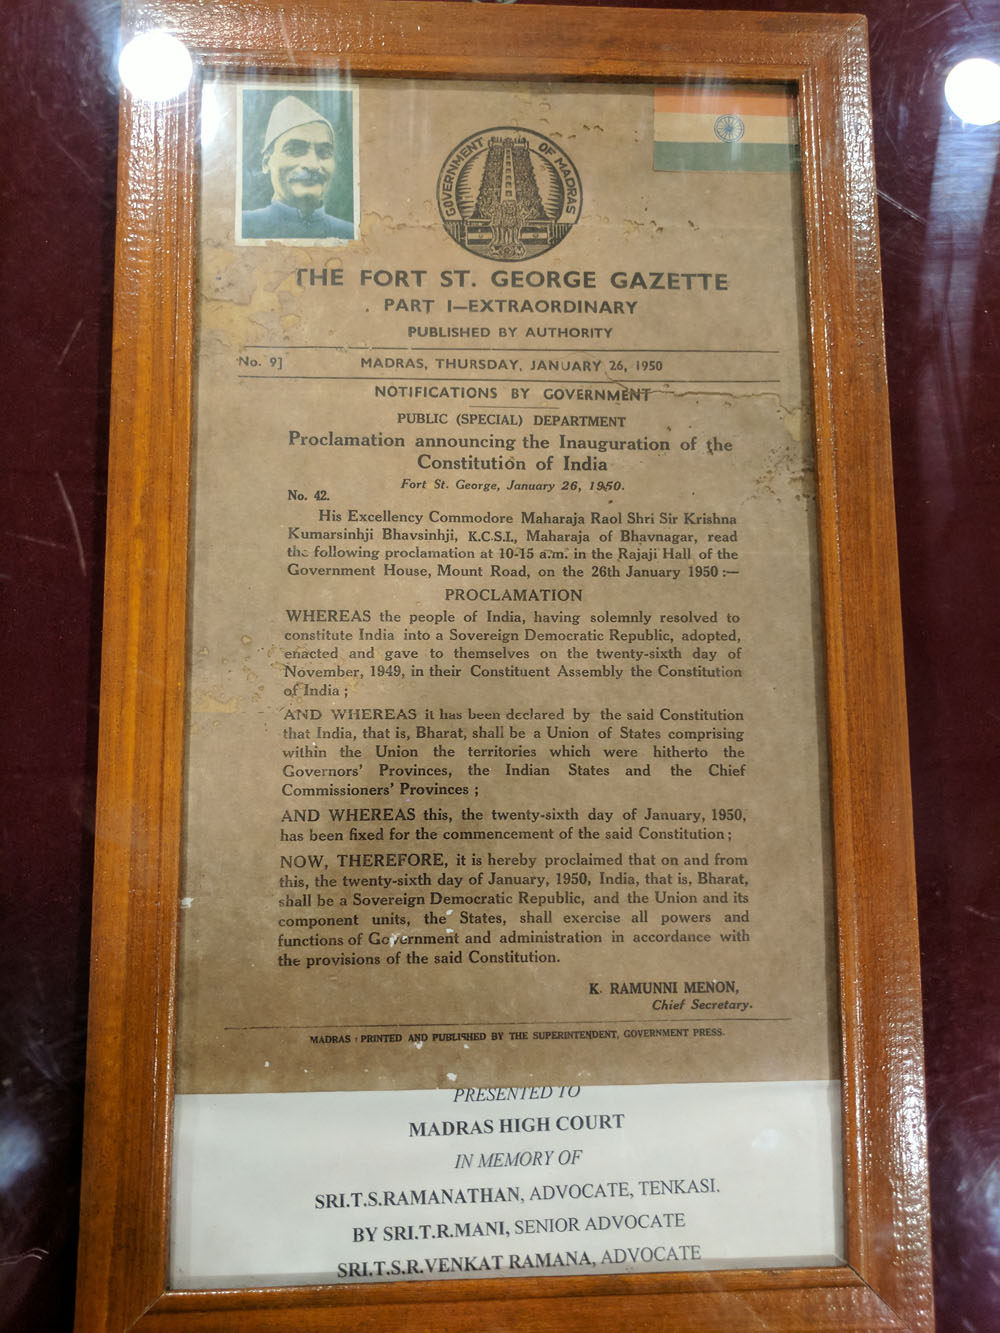 GOVERNMENT OF MADRAS
THE FORT ST. GEORGE GAZETTE
PART I—EXTRAORDINARY
PUBLISHED BY AUTHORITY
No. 9] MADRAS, THURSDAY, JANUARY 26, 1950
NOTIFICATIONS BY GOVERNMENT
PUBLIC (SPECIAL) DEPARTMENT
Proclamation announcing the Inauguration of the
Constitution of India
Fort St. George, January 26, 1950.
No. 42.
His Excellency Commodore Maharaja Raol Shri Sir Krishna
Kumarsinhji Bhavsinhji, K.C.S.I., Maharaja of Bhavnagar, read
the following proclamation at 10-15 a.m. in the Rajaji Hall of the
Government House, Mount Road, on the 26th January 1950 :—
PROCLAMATION
WHEREAS the people of India, having solemnly resolved to
constitute India into a Sovereign Democratic Republic, adopted,
enacted and gave to themselves on the twenty-sixth day of
November, 1949, in their Constituent Assembly the Constitution
of India ;
AND WHEREAS it has been declared by the said Constitution
that India, that is, Bharat, shall be a Union of States comprising
within the Union the territories which were hitherto the
Governors' Provinces, the Indian States and the Chief
Commissioners' Provinces ;
AND WHEREAS this, the twenty-sixth day of January, 1950,
has been fixed for the commencement of the said Constitution ;
NOW, THEREFORE, it is hereby proclaimed that on and from
this, the twenty-sixth day of January, 1950, India, that is, Bharat,
shall be a Sovereign Democratic Republic, and the Union and its
component units, the States, shall exercise all powers and
functions of Government and administration in accordance with
the provisions of the said Constitution.
K. RAMUNNI MENON,
Chief Secretary.
MADRAS : PRINTED AND PUBLISHED BY THE SUPERINTENDENT, GOVERNMENT PRESS.
PRESENTED TO
MADRAS HIGH COURT
IN MEMORY OF
SRI.T.S.RAMANATHAN, ADVOCATE, TENKASI.
BY SRI.T.R.MANI, SENIOR ADVOCATE
SRI.T.S.R.VENKAT RAMANA, ADVOCATE